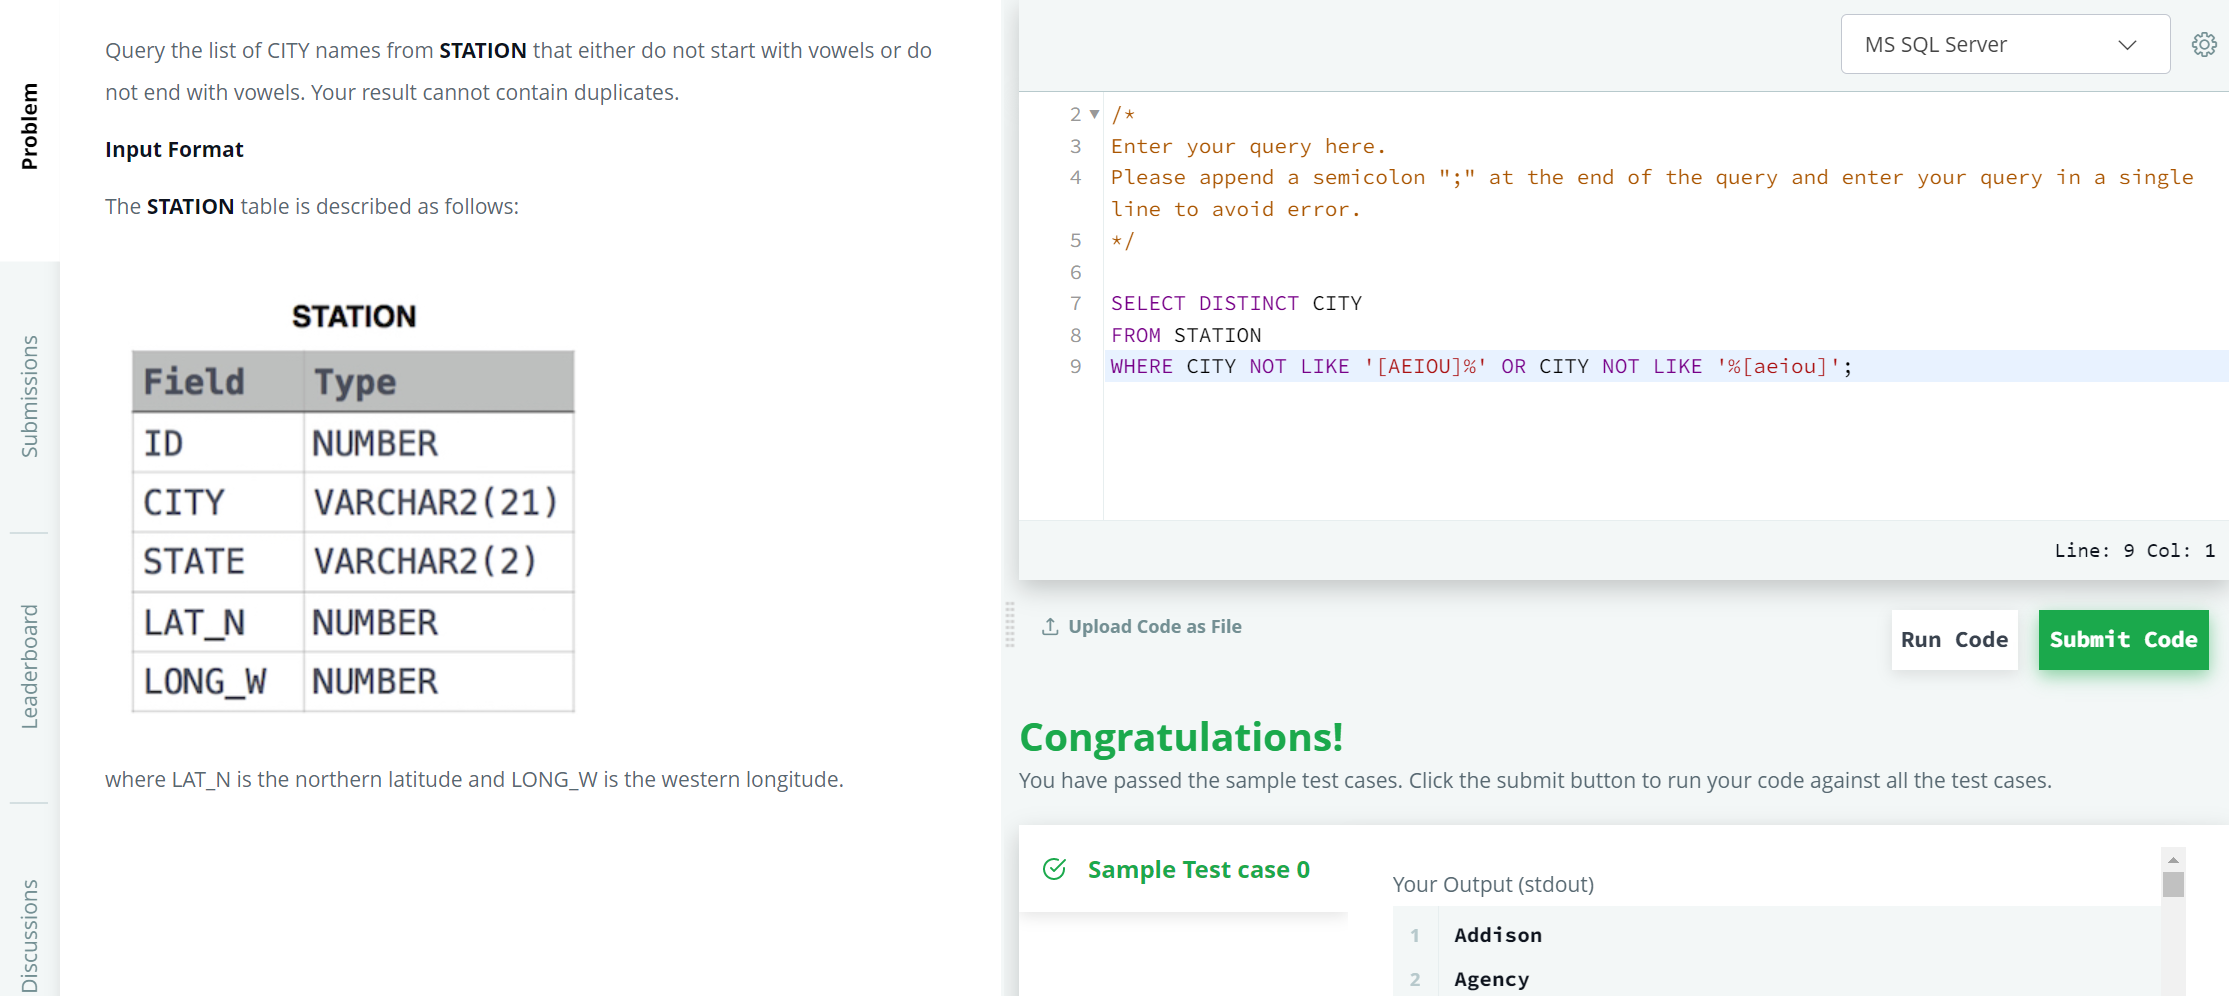 Problem
Submissions
Leaderboard
Discussions
Query the list of CITY names from STATION that either do not start with vowels or do
not end with vowels. Your result cannot contain duplicates.
Input Format
The STATION table is described as follows:
STATION
Field Type
ID NUMBER
CITY VARCHAR2(21)
STATE VARCHAR2(2)
LAT_N NUMBER
LONG_W NUMBER
where LAT_N is the northern latitude and LONG_W is the western longitude.
MS SQL Server
2 /*
3 Enter your query here.
4 Please append a semicolon ";" at the end of the query and enter your query in a single
line to avoid error.
5 */
6
7 SELECT DISTINCT CITY
8 FROM STATION
9 WHERE CITY NOT LIKE '[AEIOU]%' OR CITY NOT LIKE '%[aeiou]';
Line: 9 Col: 1
Upload Code as File
Run Code
Submit Code
Congratulations!
You have passed the sample test cases. Click the submit button to run your code against all the test cases.
Sample Test case 0
Your Output (stdout)
1 Addison
2 Agency